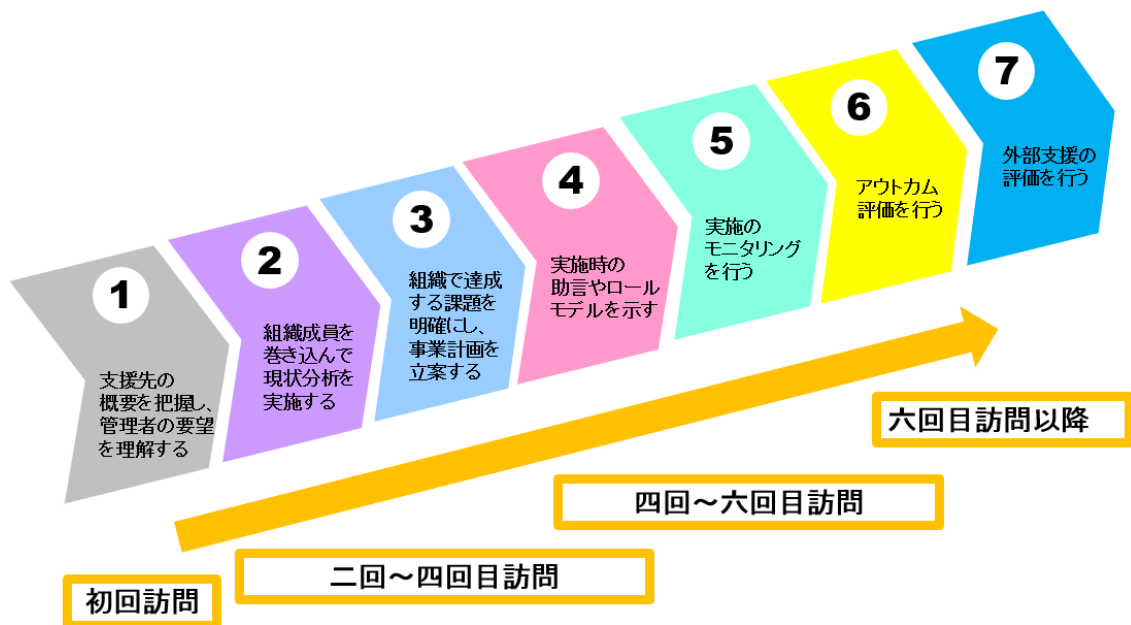 1
支援先の
概要を把握し、
管理者の要望
を理解する
2
組織成員を
巻き込んで
現状分析を
実施する
3
組織で達成
する課題を
明確にし、
事業計画を
立案する
4
実施時の
助言やロール
モデルを示す
5
実施の
モニタリング
を行う
6
アウトカム
評価を行う
7
外部支援の
評価を行う
初回訪問
二回～四回目訪問
四回～六回目訪問
六回目訪問以降